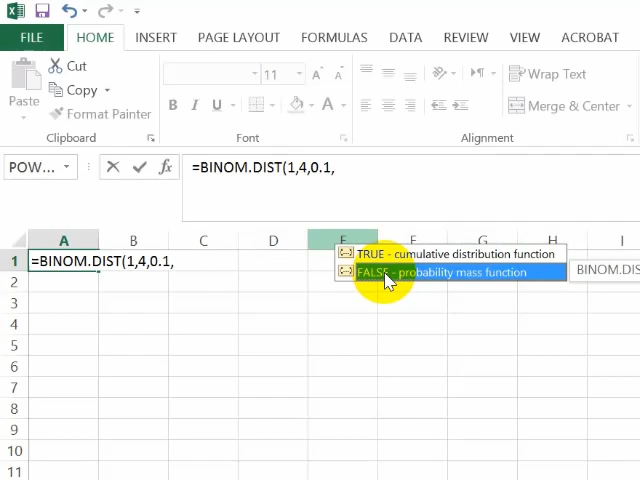 FILE HOME INSERT PAGE LAYOUT FORMULAS DATA REVIEW VIEW ACROBAT
Cut
Copy
Paste
Format Painter
Clipboard
11 A A
B I U A
Font
Wrap Text
Merge & Center
Alignment
POW... fx =BINOM.DIST(1,4,0.1,
A B C D E F G H I
1 =BINOM.DIST(1,4,0.1,
TRUE - cumulative distribution function
FALSE - probability mass function
BINOM.DIS
2
3
4
5
6
7
8
9
10
11